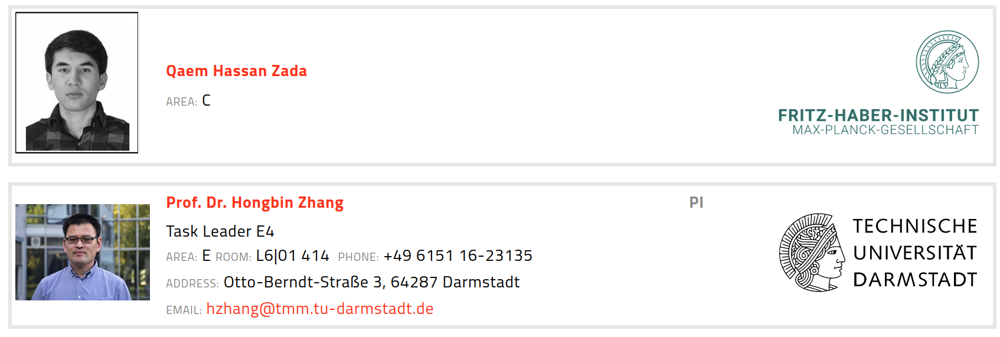 Qaem Hassan Zada
AREA: C
FRITZ-HABER-INSTITUT
MAX-PLANCK-GESELLSCHAFT
Prof. Dr. Hongbin Zhang
PI
Task Leader E4
AREA: E ROOM: L6|01 414 PHONE: +49 6151 16-23135
ADDRESS: Otto-Berndt-Straße 3, 64287 Darmstadt
EMAIL: hzhang@tmm.tu-darmstadt.de
TECHNISCHE
UNIVERSITÄT
DARMSTADT